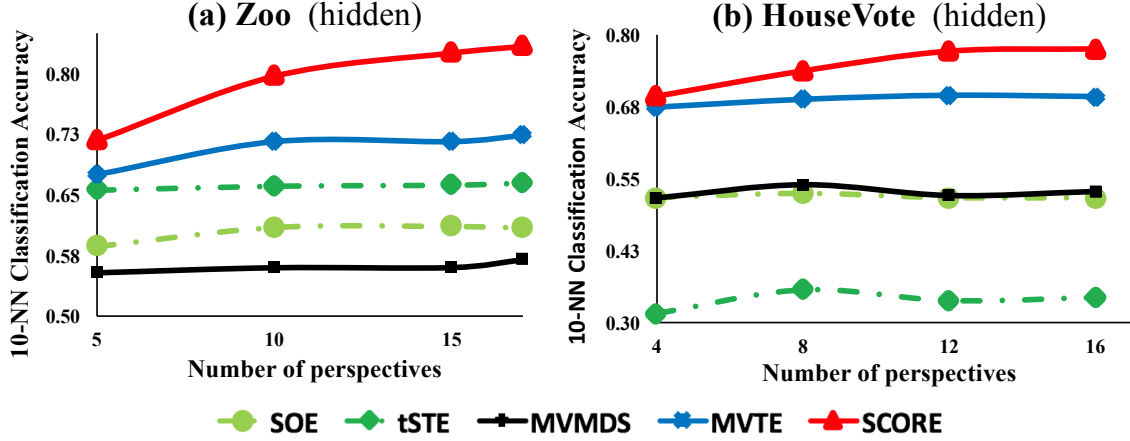 (a) Zoo (hidden)
10-NN Classification Accuracy
0.80
0.73
0.65
0.58
0.50
5
10
15
Number of perspectives
(b) HouseVote (hidden)
10-NN Classification Accuracy
0.80
0.68
0.55
0.43
0.30
4
8
12
16
Number of perspectives
SOE
tSTE
MVMDS
MVTE
SCORE